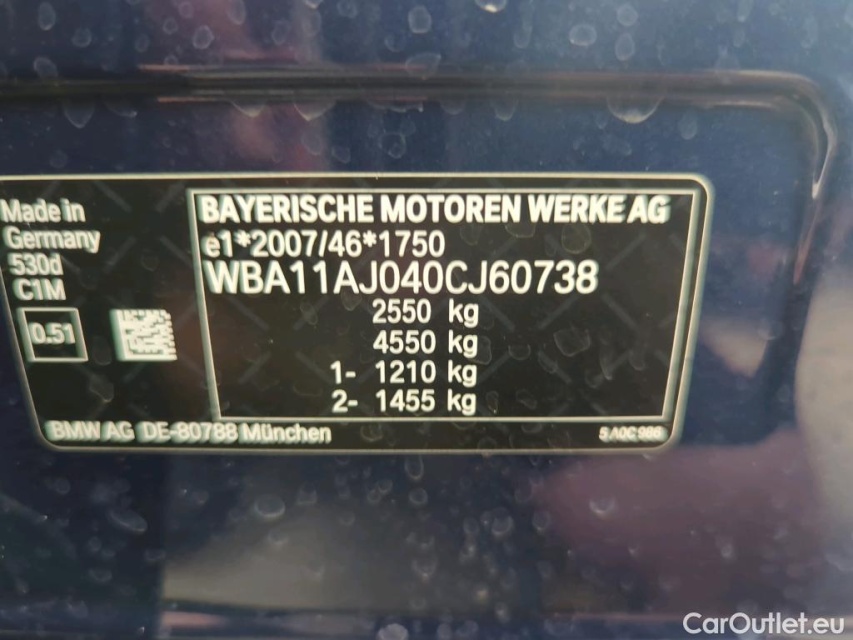 Made in
Germany
530d
C1M
0.51
BAYERISCHE MOTOREN WERKE AG
e1*2007/46*1750
WBA11AJ040CJ60738
2550 kg
4550 kg
1- 1210 kg
2- 1455 kg
BMW AG DE-80788 München
5A0C986
CarOutlet.eu